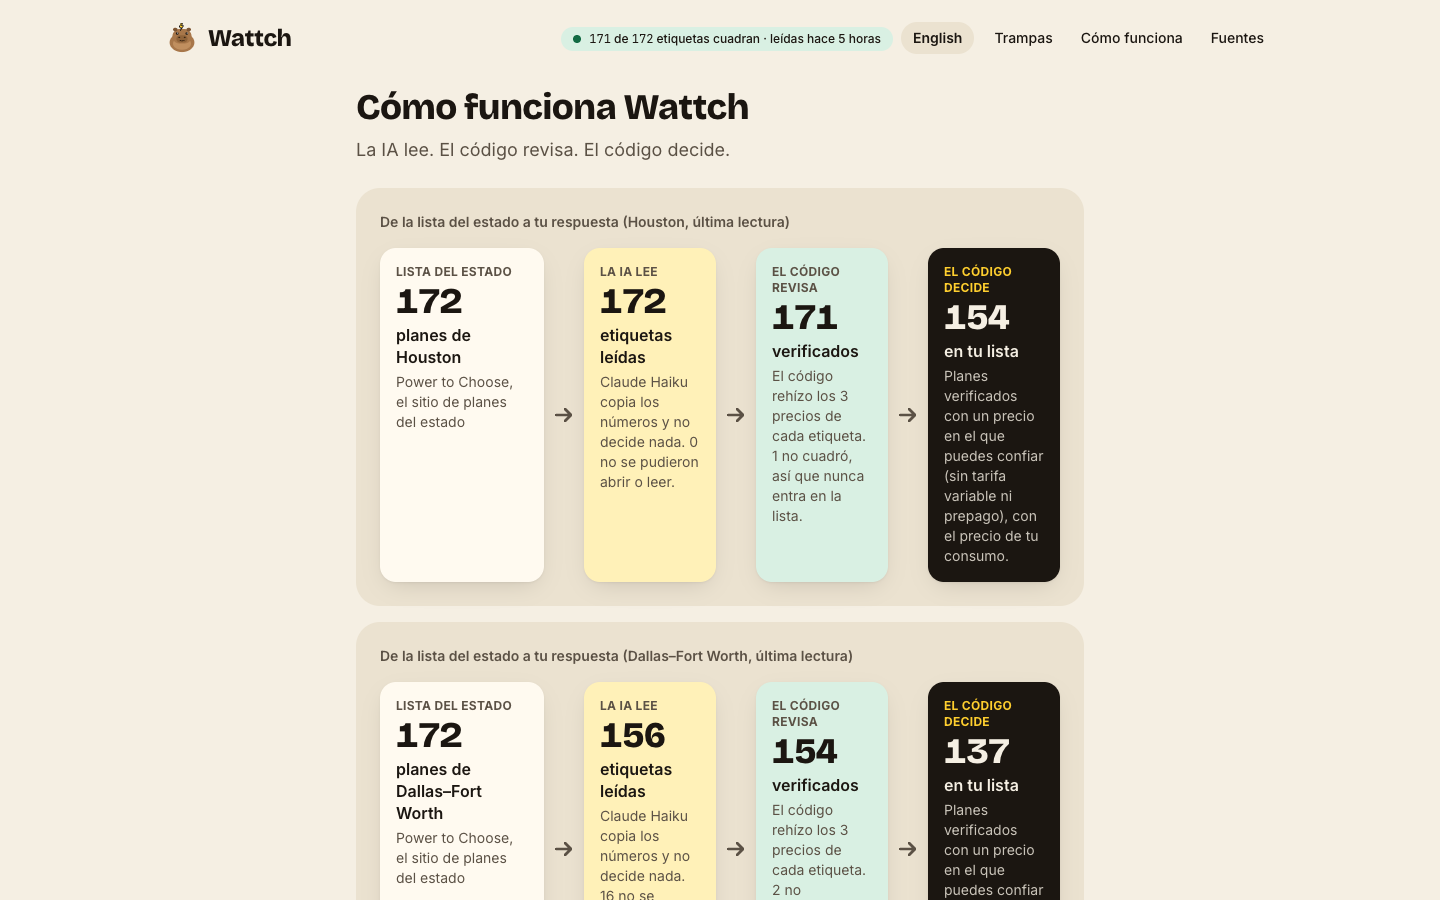 Wattch
171 de 172 etiquetas cuadran · leídas hace 5 horas
English
Trampas
Cómo funciona
Fuentes
Cómo funciona Wattch
La IA lee. El código revisa. El código decide.
De la lista del estado a tu respuesta (Houston, última lectura)
LISTA DEL ESTADO
172
planes de
Houston
Power to Choose,
el sitio de planes
del estado
LA IA LEE
172
etiquetas
leídas
Claude Haiku
copia los
números y no
decide nada. 0
no se pudieron
abrir o leer.
EL CÓDIGO
REVISA
171
verificados
El código
rehízo los 3
precios de
cada etiqueta.
1 no cuadró,
así que nunca
entra en la
lista.
EL CÓDIGO
DECIDE
154
en tu lista
Planes
verificados
con un precio
en el que
puedes confiar
(sin tarifa
variable ni
prepago), con
el precio de tu
consumo.
De la lista del estado a tu respuesta (Dallas–Fort Worth, última lectura)
LISTA DEL ESTADO
172
planes de
Dallas–Fort
Worth
Power to Choose,
el sitio de planes
del estado
LA IA LEE
156
etiquetas
leídas
Claude Haiku
copia los
números y no
decide nada.
16 no se
EL CÓDIGO
REVISA
154
verificados
El código
rehízo los 3
precios de
cada etiqueta.
2 no
EL CÓDIGO
DECIDE
137
en tu lista
Planes
verificados
con un precio
en el que
puedes confiar